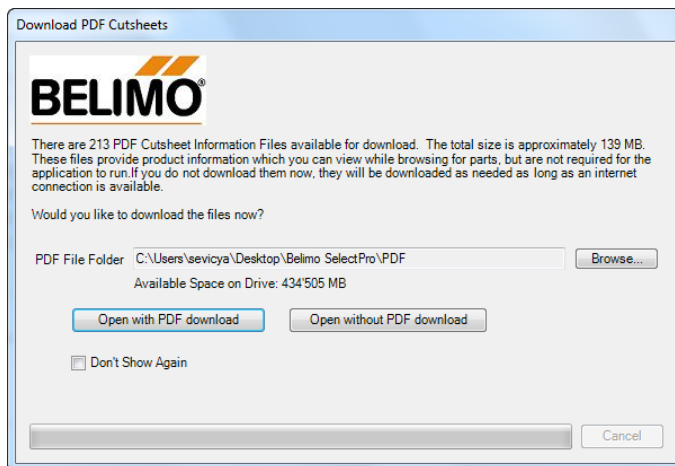 Download PDF Cutsheets
BELIMO®
There are 213 PDF Cutsheet Information Files available for download. The total size is approximately 139 MB.
These files provide product information which you can view while browsing for parts, but are not required for the
application to run.If you do not download them now, they will be downloaded as needed as long as an internet
connection is available.
Would you like to download the files now?
PDF File Folder C:\Users\sevicya\Desktop\Belimo SelectPro\PDF Browse...
Available Space on Drive: 434'505 MB
Open with PDF download Open without PDF download
Don't Show Again
Cancel